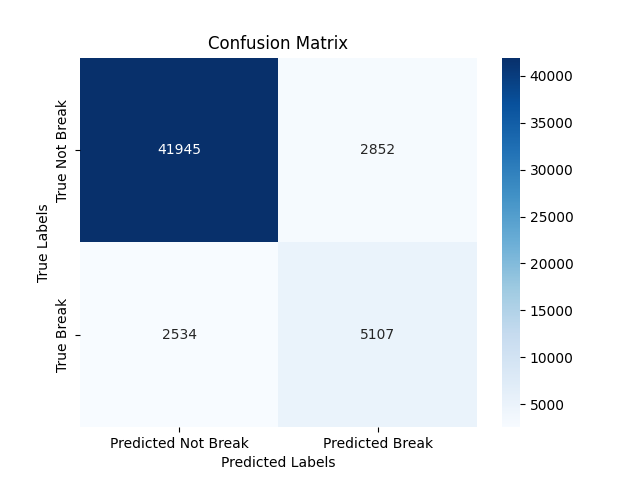 Confusion Matrix
True Labels
True Not Break
True Break
41945
2852
2534
5107
Predicted Not Break
Predicted Break
Predicted Labels
40000
35000
30000
25000
20000
15000
10000
5000